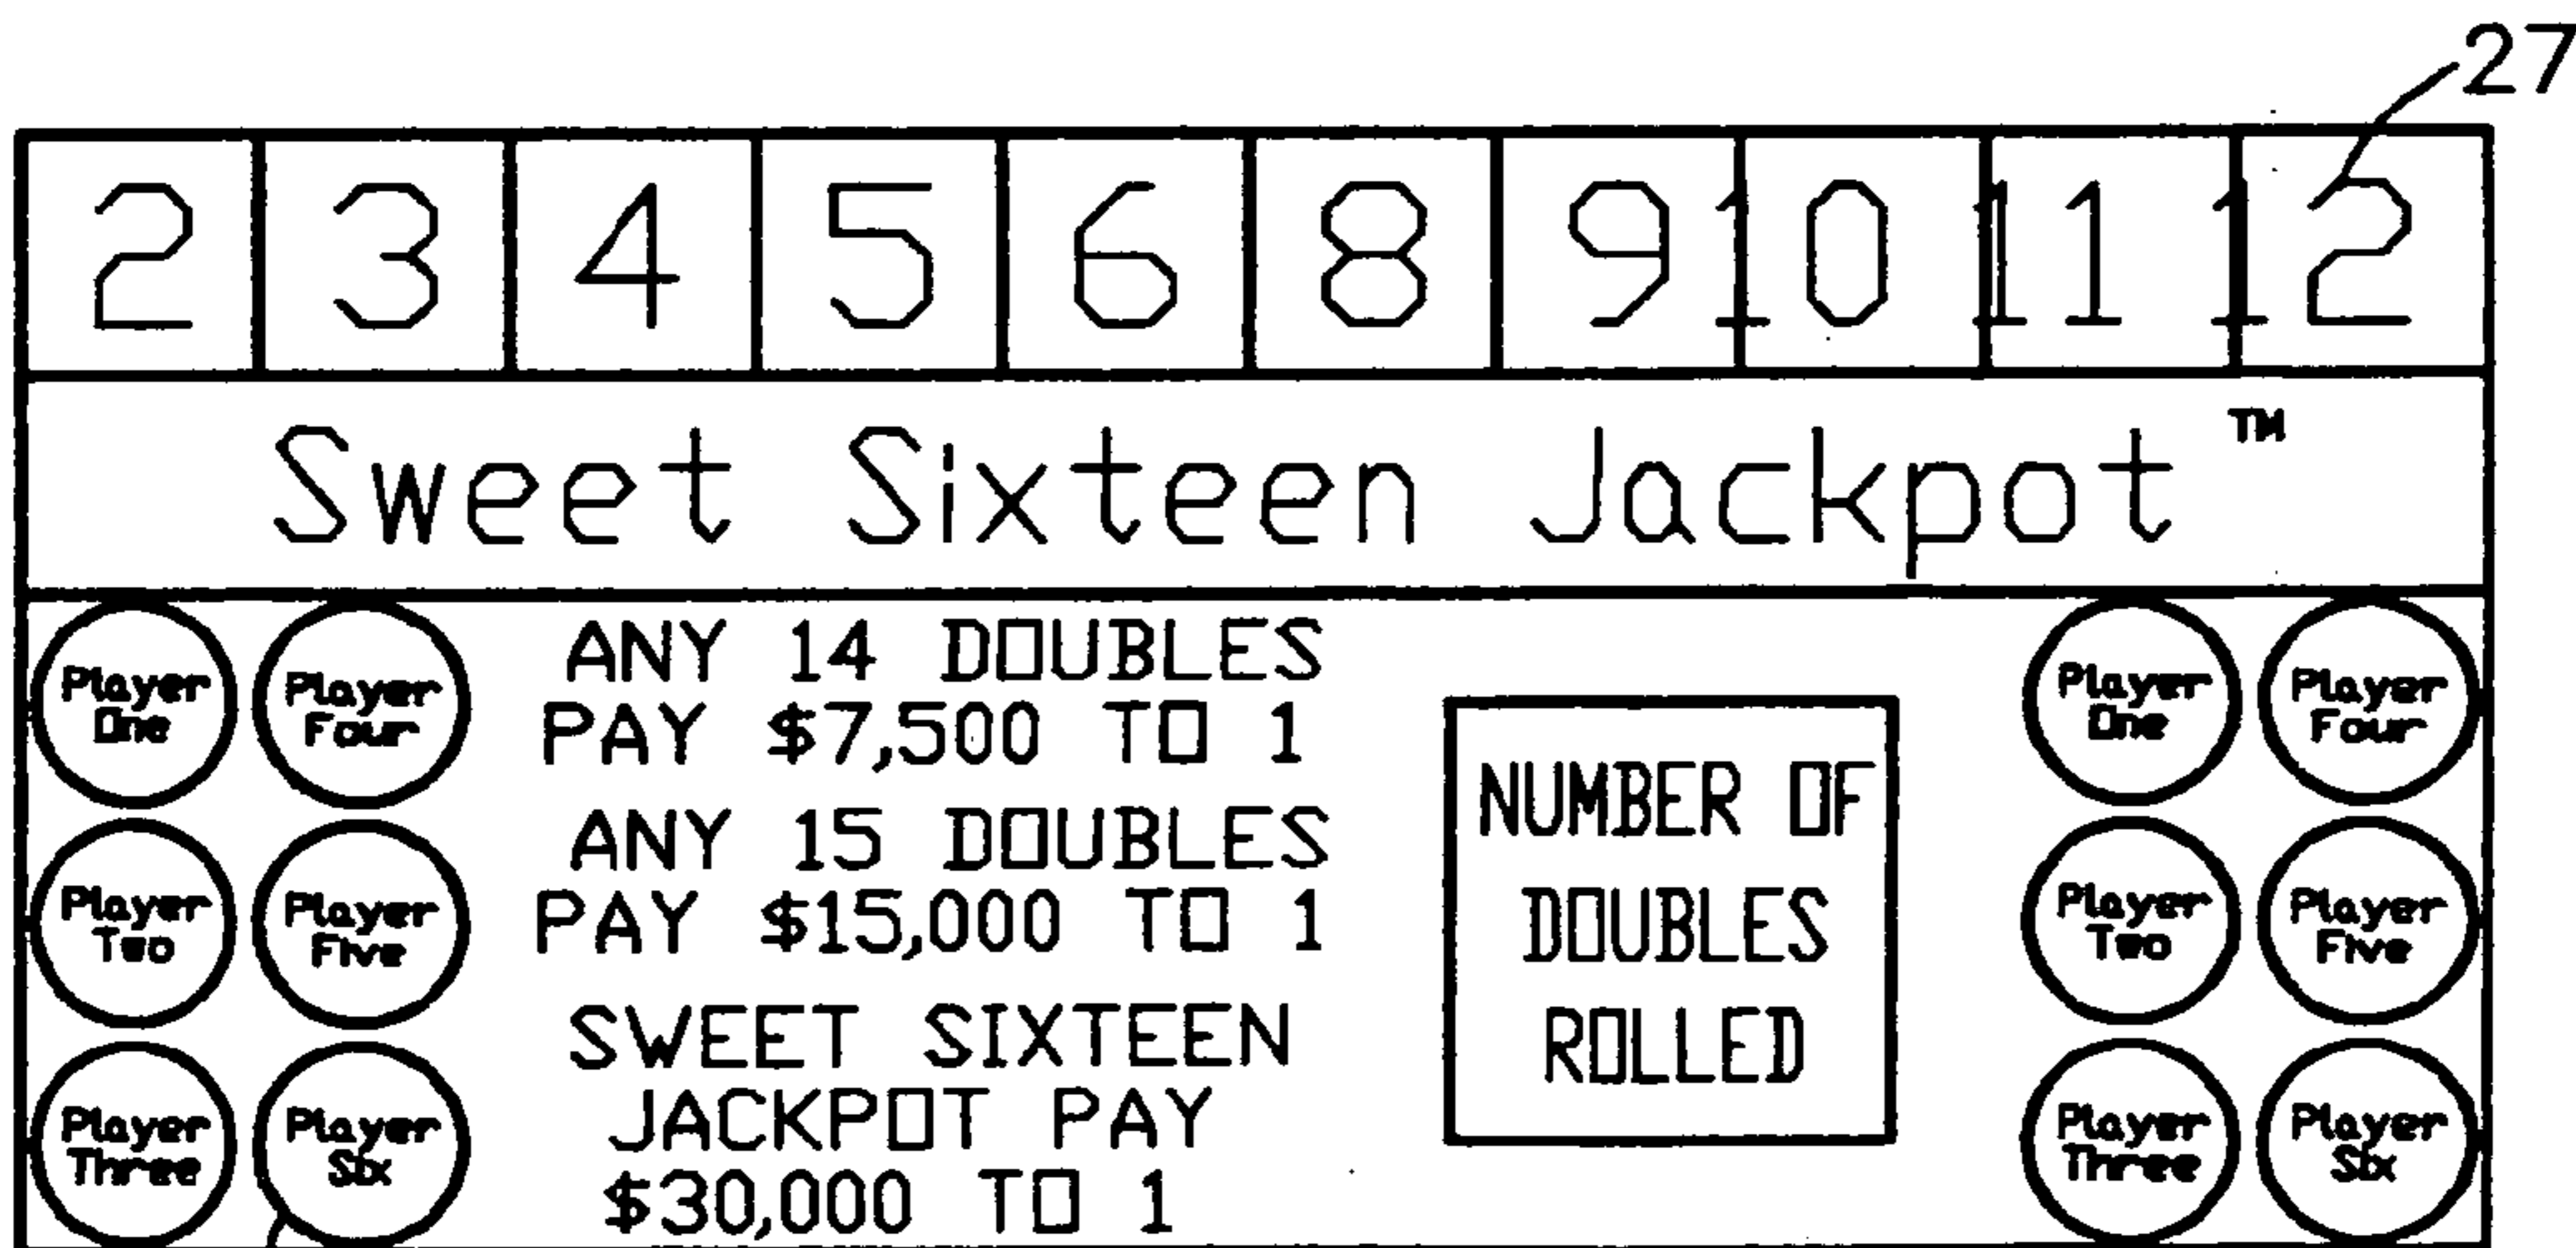 27
2 3 4 5 6 8 9 10 11 12
Sweet Sixteen Jackpot™
Player
One
Player
Four
Player
Two
Player
Five
Player
Three
Player
Six
ANY 14 DOUBLES
PAY $7,500 TO 1
ANY 15 DOUBLES
PAY $15,000 TO 1
SWEET SIXTEEN
JACKPOT PAY
$30,000 TO 1
NUMBER OF
DOUBLES
ROLLED
Player
One
Player
Four
Player
Two
Player
Five
Player
Three
Player
Six